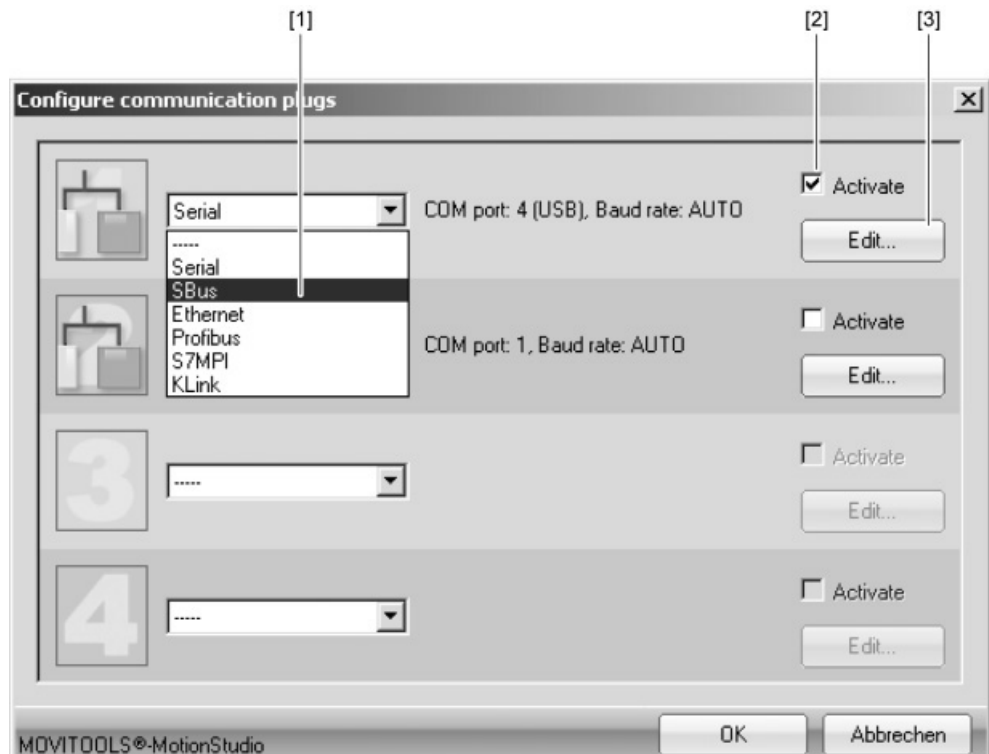 [1] [2] [3]
Configure communication plugs
Activate
Serial COM port: 4 (USB), Baud rate: AUTO
Edit...
-----
Serial
SBus
Ethernet
Profibus
S7MPI
KLink
Activate
COM port: 1, Baud rate: AUTO
Edit...
3
Activate
-----
Edit...
4
Activate
-----
Edit...
OK Abbrechen
MOVITOOLS®-MotionStudio